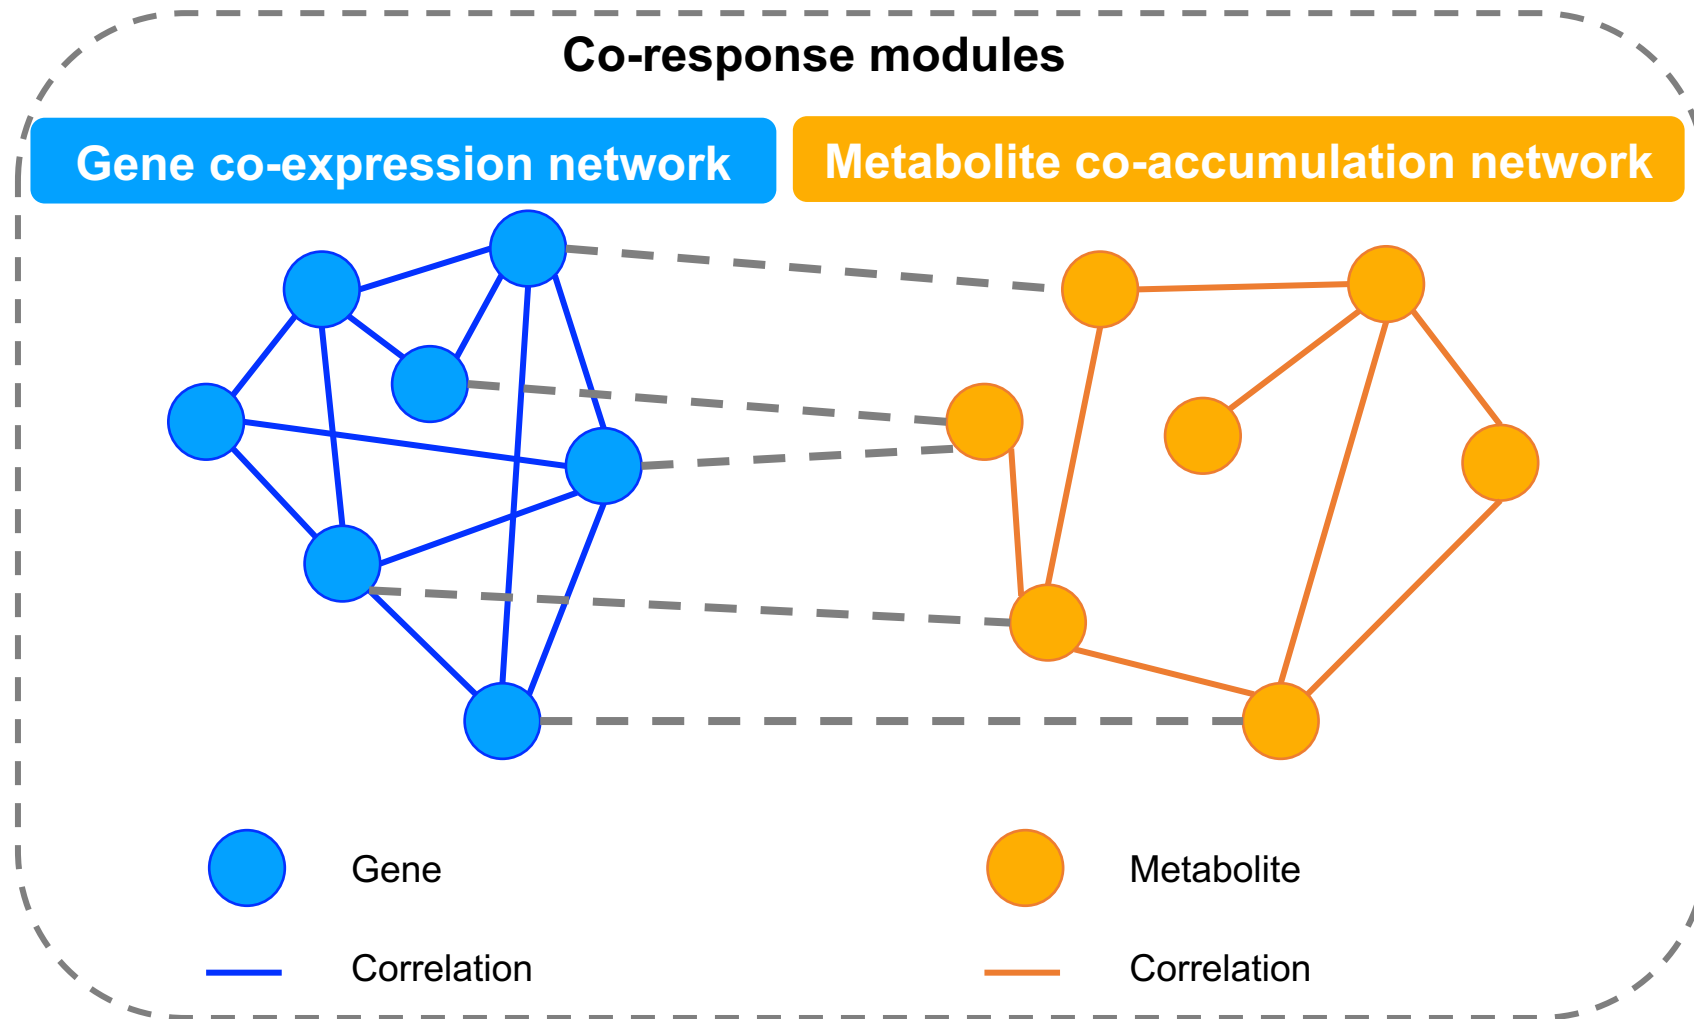 Co-response modules
Gene co-expression network
Metabolite co-accumulation network
Gene
Metabolite
Correlation
Correlation